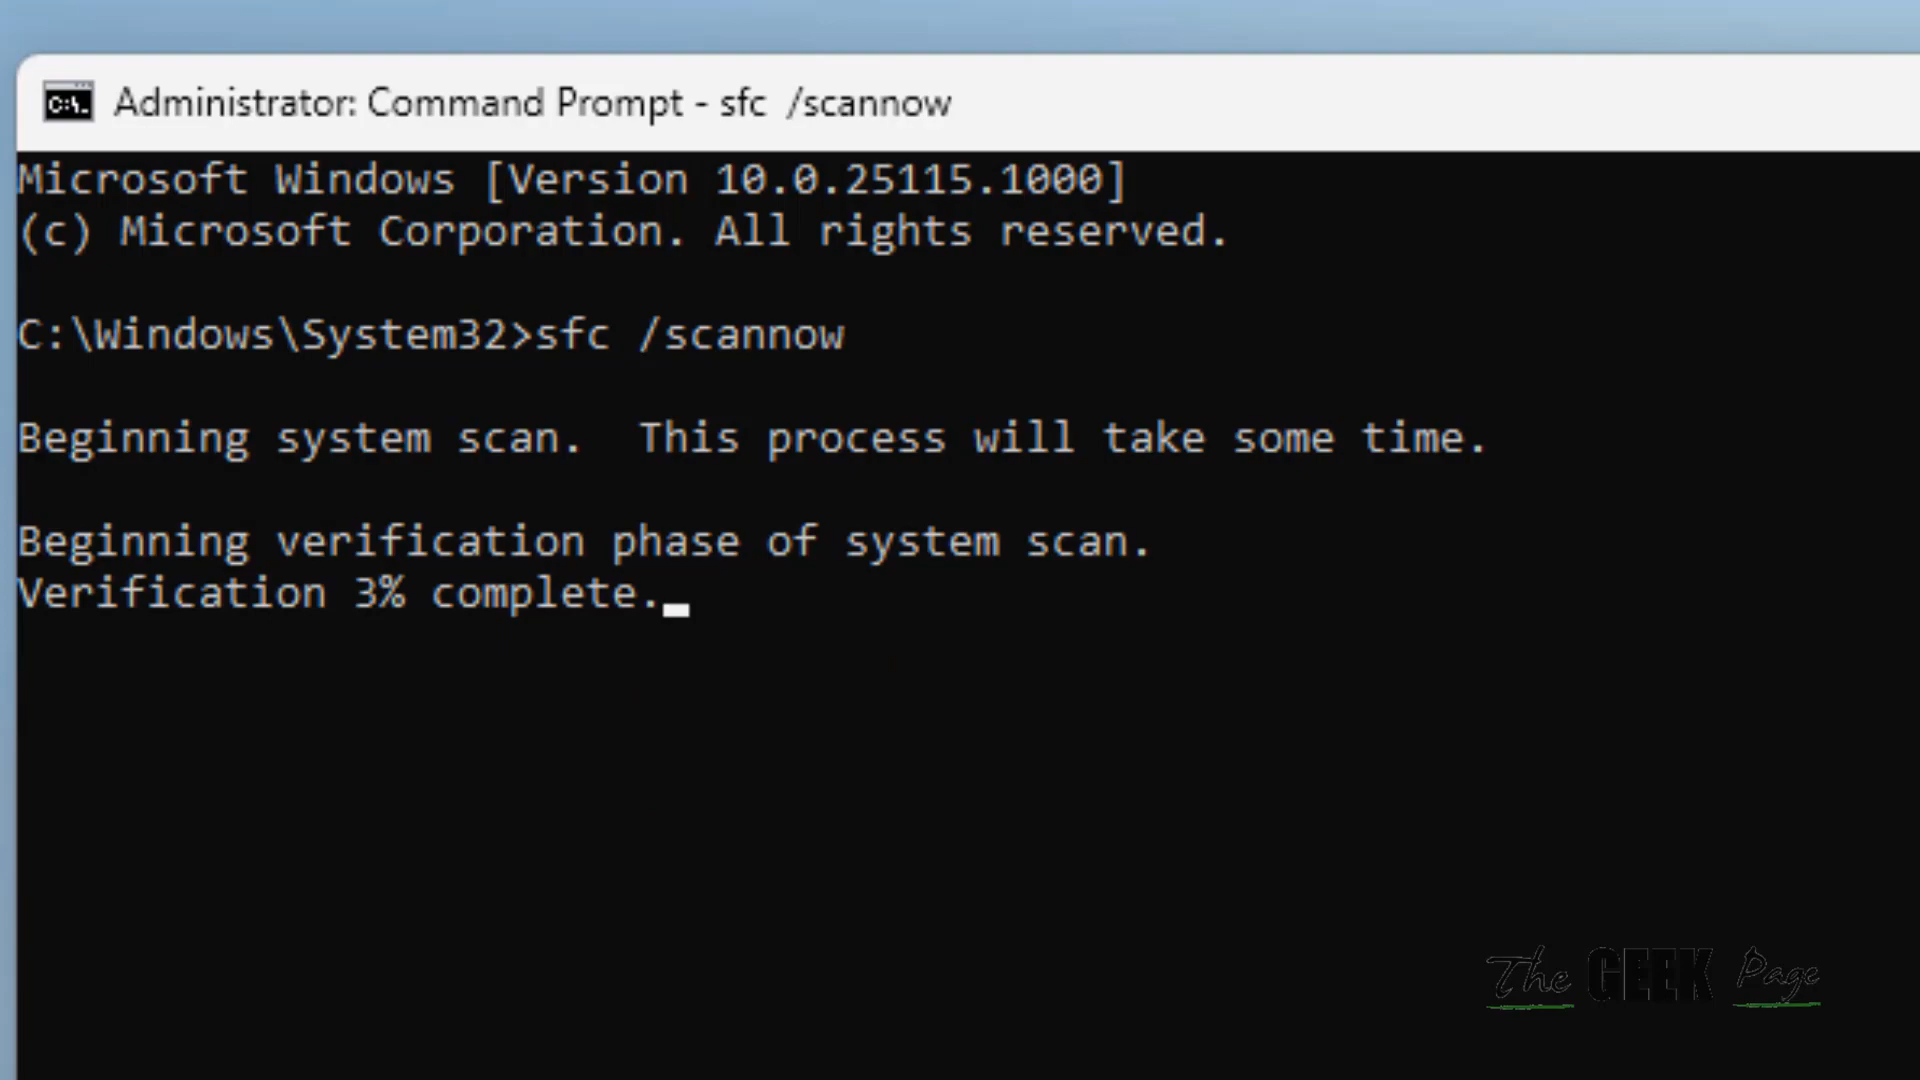 Administrator: Command Prompt - sfc  /scannow
Microsoft Windows [Version 10.0.25115.1000]
(c) Microsoft Corporation. All rights reserved.
C:\Windows\System32>sfc /scannow
Beginning system scan.  This process will take some time.
Beginning verification phase of system scan.
Verification 3% complete.
The GEEK Page